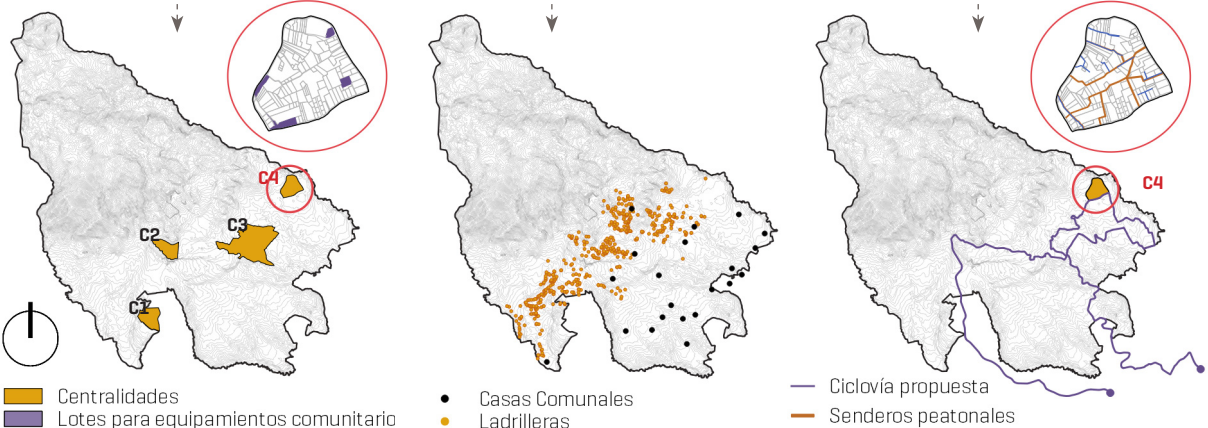 C4
C3
C2
C1
Centralidades
Lotes para equipamientos comunitario
Casas Comunales
Ladrilleras
C4
Ciclovía propuesta
Senderos peatonales